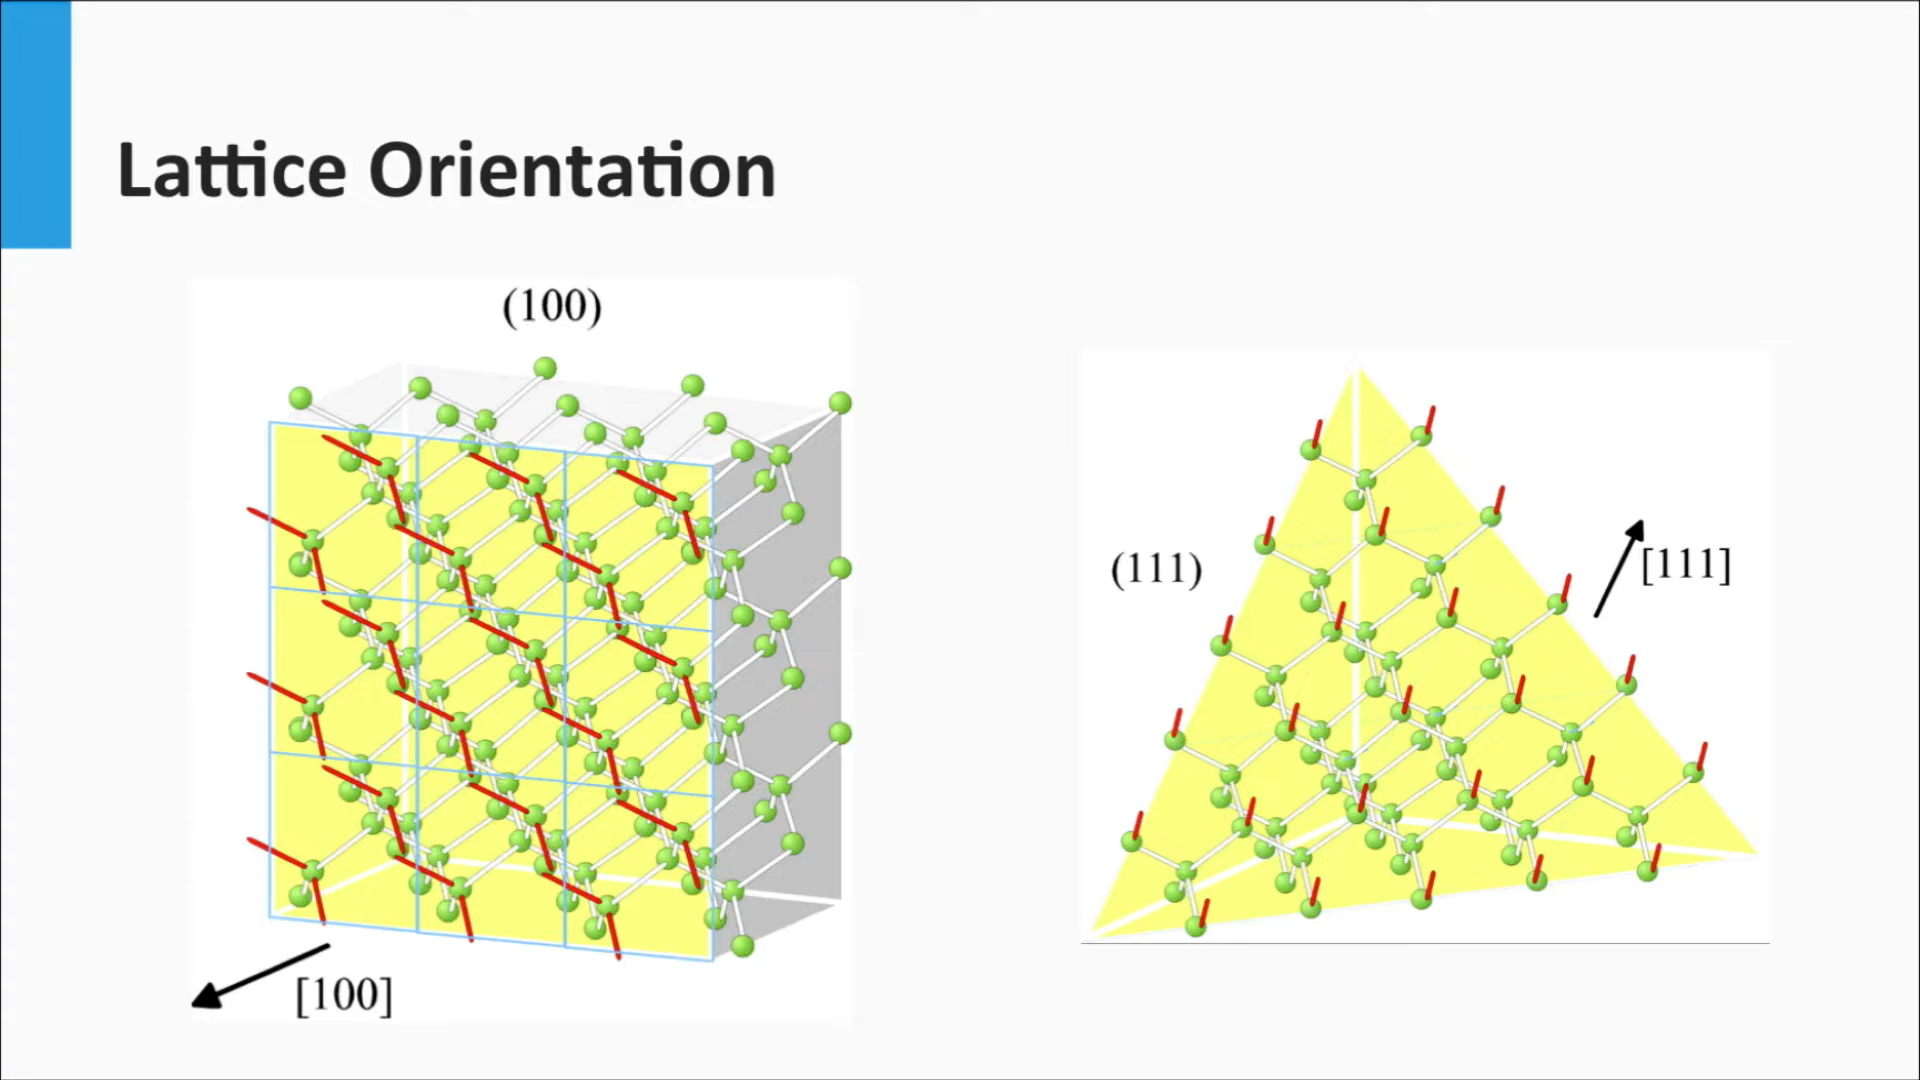 Lattice Orientation
(100)
[100]
(111)
[111]